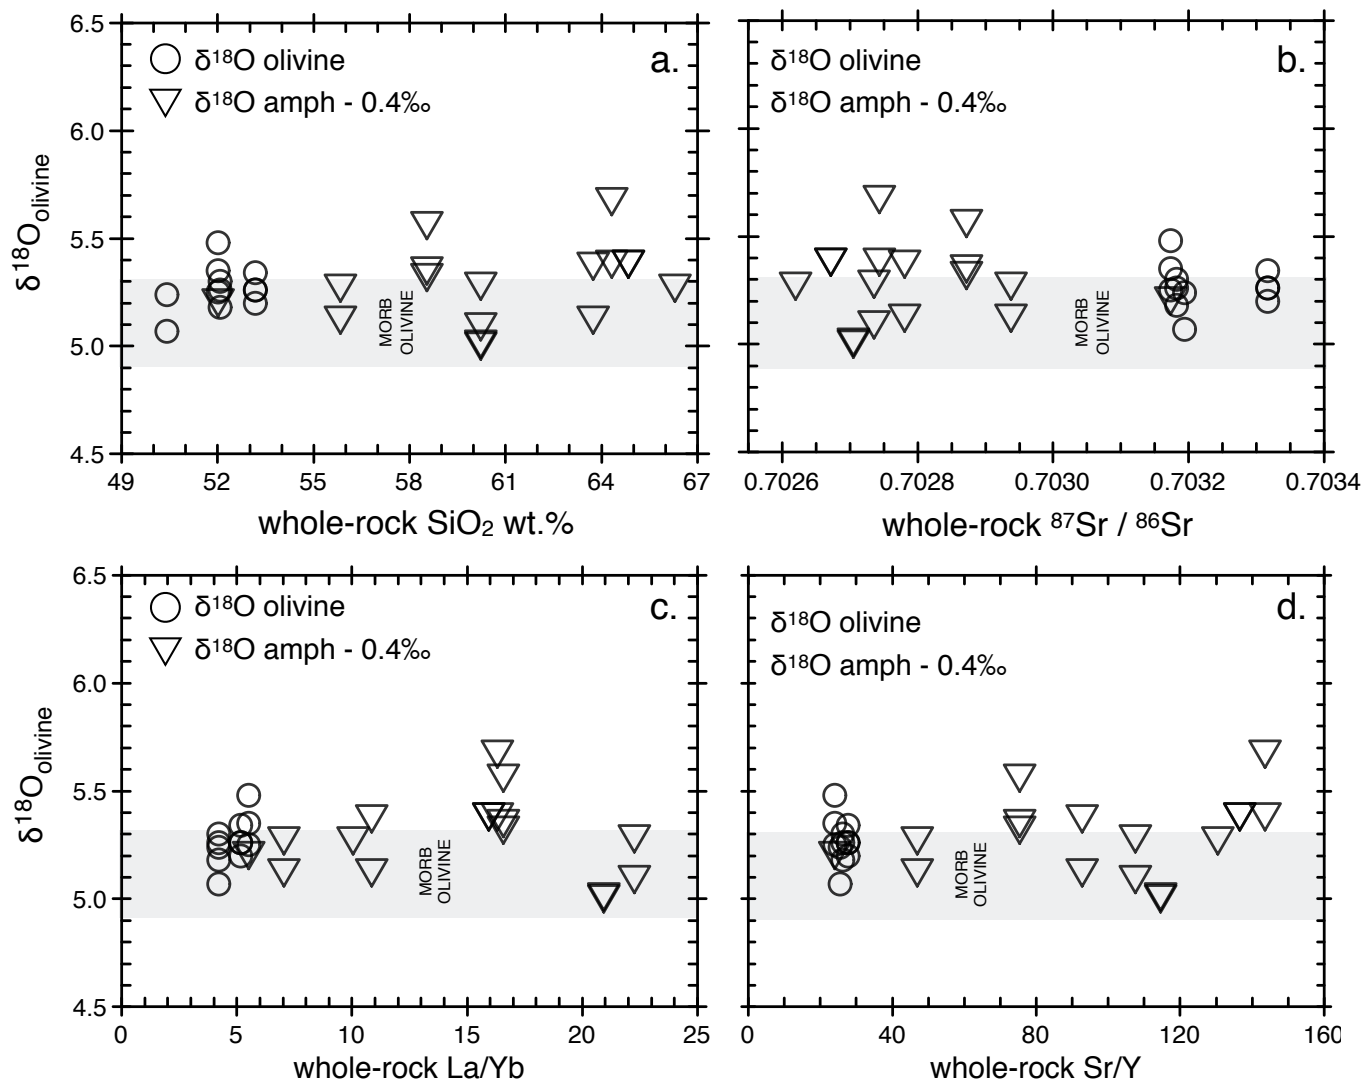 6.5
6.0
5.5
5.0
4.5
δ¹⁸O olivine
δ¹⁸O amph - 0.4‰
a.
MORB
OLIVINE
δ¹⁸Oolivine
49 52 55 58 61 64 67
whole-rock SiO₂ wt.%
δ¹⁸O olivine
δ¹⁸O amph - 0.4‰
b.
MORB
OLIVINE
0.7026 0.7028 0.7030 0.7032 0.7034
whole-rock ⁸⁷Sr / ⁸⁶Sr
6.5
6.0
5.5
5.0
4.5
δ¹⁸O olivine
δ¹⁸O amph - 0.4‰
c.
MORB
OLIVINE
δ¹⁸Oolivine
0 5 10 15 20 25
whole-rock La/Yb
δ¹⁸O olivine
δ¹⁸O amph - 0.4‰
d.
MORB
OLIVINE
0 40 80 120 160
whole-rock Sr/Y